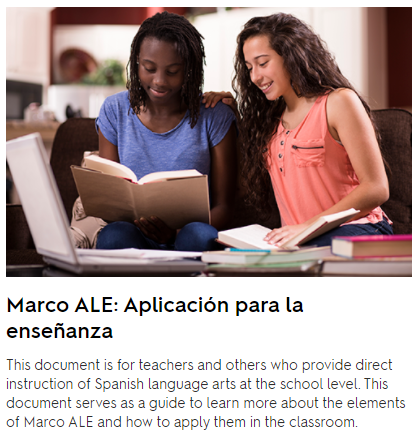 Marco ALE: Aplicación para la
enseñanza
This document is for teachers and others who provide direct
instruction of Spanish language arts at the school level. This
document serves as a guide to learn more about the elements
of Marco ALE and how to apply them in the classroom.